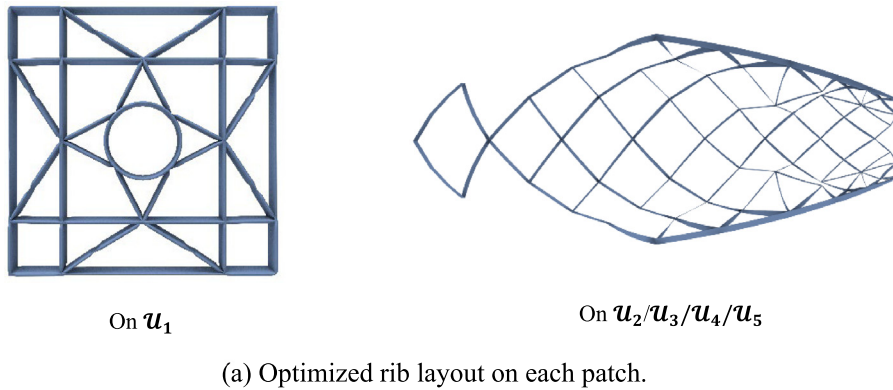 On 𝓤₁
On 𝓤₂/𝓤₃/𝓤₄/𝓤₅
(a) Optimized rib layout on each patch.